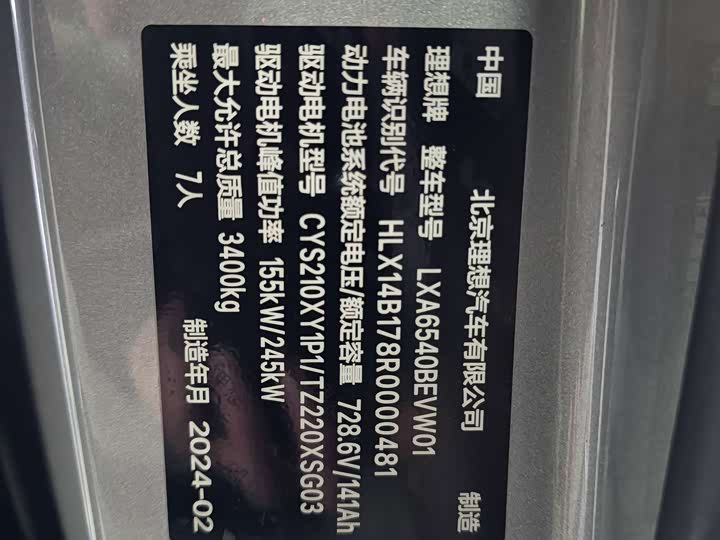 中国 北京理想汽车有限公司 制造
理想牌 整车型号 LXA6540BEVW01
车辆识别代号 HLX14B178R0000481
动力电池系统额定电压/额定容量 728.6V/141Ah
驱动电机型号 CYS210XY1P1/TZ220XSG03
驱动电机峰值功率 155kW/245kW
最大允许总质量 3400kg
乘坐人数 7人 制造年月 2024-02